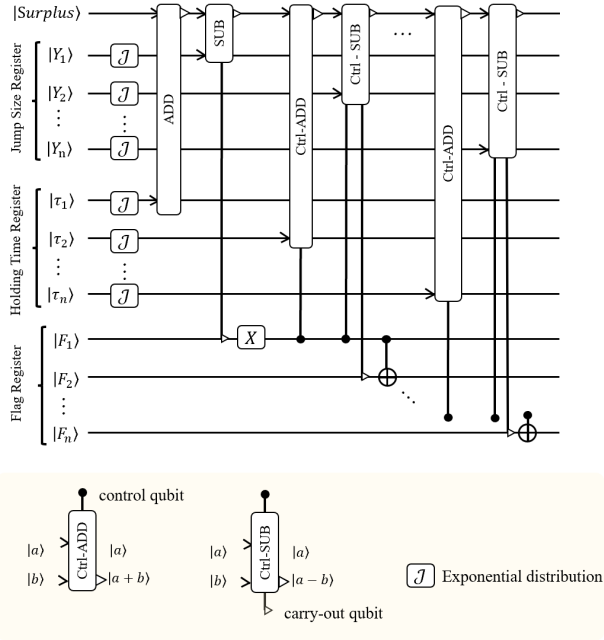 |Surplus⟩
SUB
Ctrl - SUB
...
Jump Size Register
|Y₁⟩
𝒥
|Y₂⟩
𝒥
ADD
Ctrl-ADD
Ctrl-ADD
Ctrl - SUB
⋮
⋮
|Yₙ⟩
𝒥
Holding Time Register
|τ₁⟩
𝒥
|τ₂⟩
𝒥
⋮
⋮
|τₙ⟩
𝒥
Flag Register
|F₁⟩
X
|F₂⟩
⋮
⋱
|Fₙ⟩
control qubit
Ctrl-ADD
|a⟩
|a⟩
|b⟩
|a + b⟩
Ctrl-SUB
|a⟩
|a⟩
|b⟩
|a − b⟩
carry-out qubit
𝒥 Exponential distribution